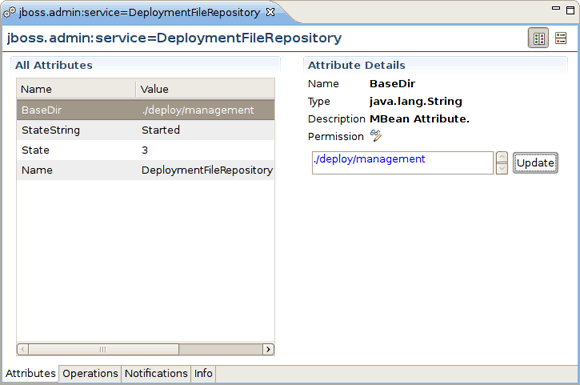 jboss.admin:service=DeploymentFileRepository
jboss.admin:service=DeploymentFileRepository
All Attributes
Name Value
BaseDir ./deploy/management
StateString Started
State 3
Name DeploymentFileRepository
Attribute Details
Name BaseDir
Type java.lang.String
Description MBean Attribute.
Permission
./deploy/management
Update
Attributes Operations Notifications Info